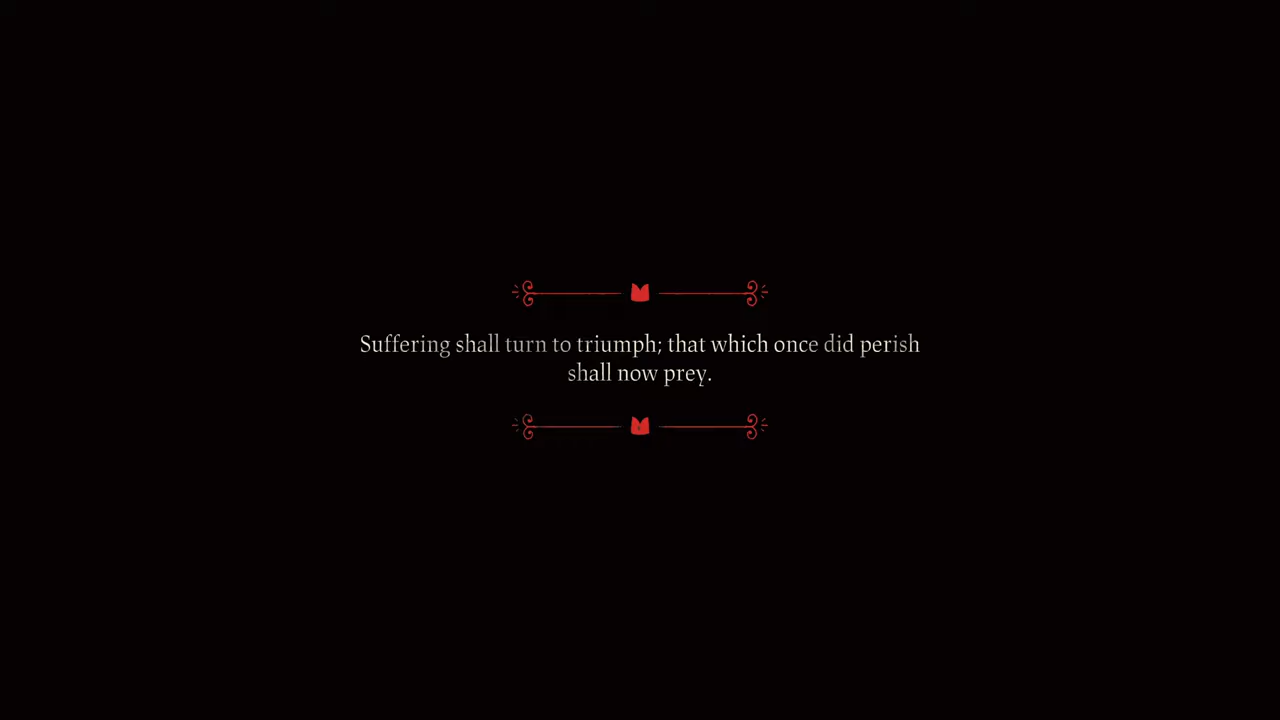 Suffering shall turn to triumph; that which once did perish
shall now prey.